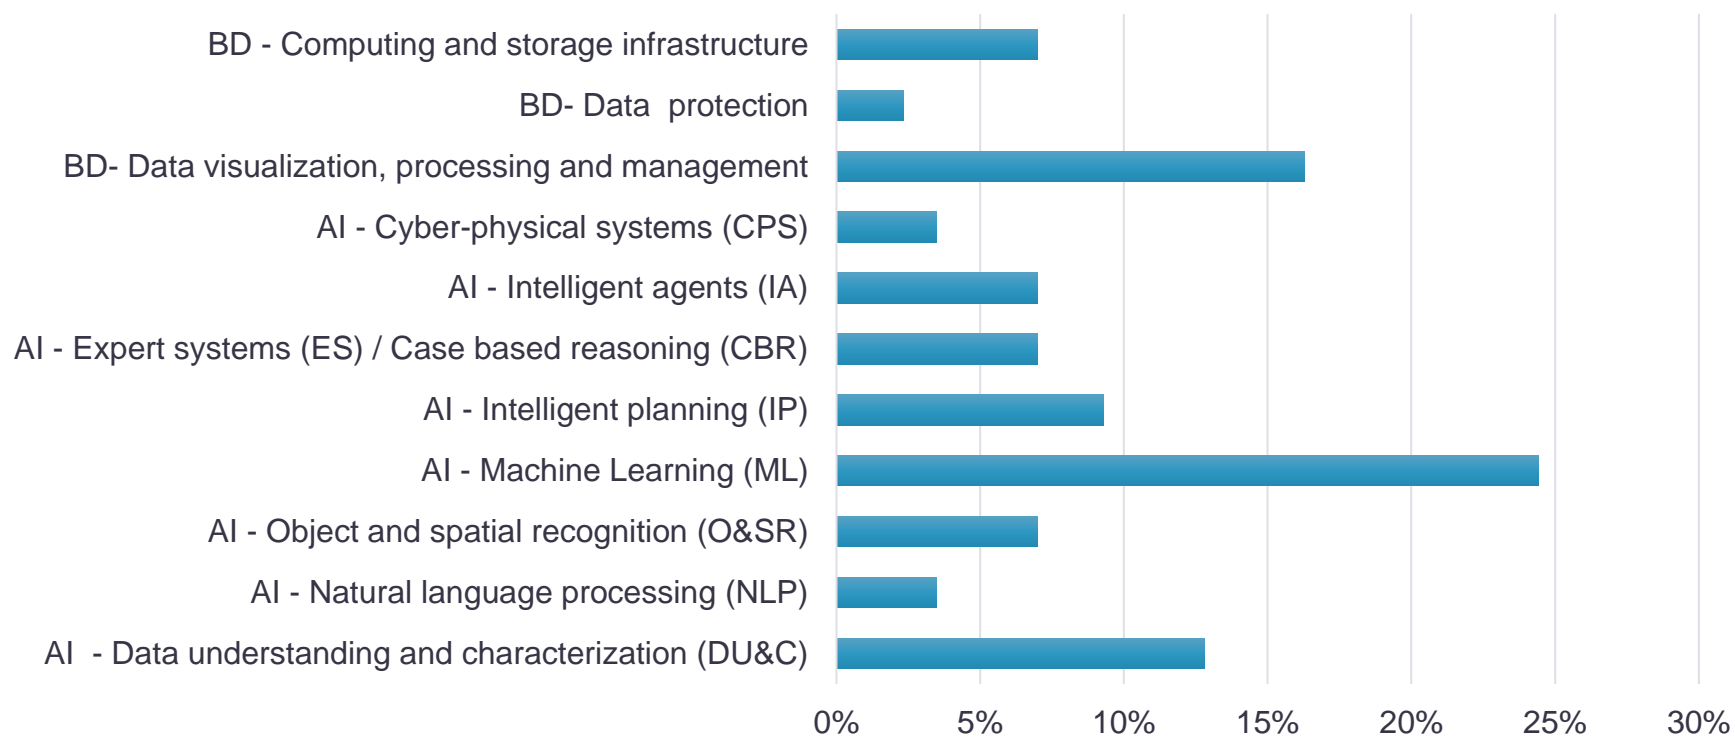 BD - Computing and storage infrastructure
BD- Data  protection
BD- Data visualization, processing and management
AI - Cyber-physical systems (CPS)
AI - Intelligent agents (IA)
AI - Expert systems (ES) / Case based reasoning (CBR)
AI - Intelligent planning (IP)
AI - Machine Learning (ML)
AI - Object and spatial recognition (O&SR)
AI - Natural language processing (NLP)
AI  - Data understanding and characterization (DU&C)
0% 5% 10% 15% 20% 25% 30%